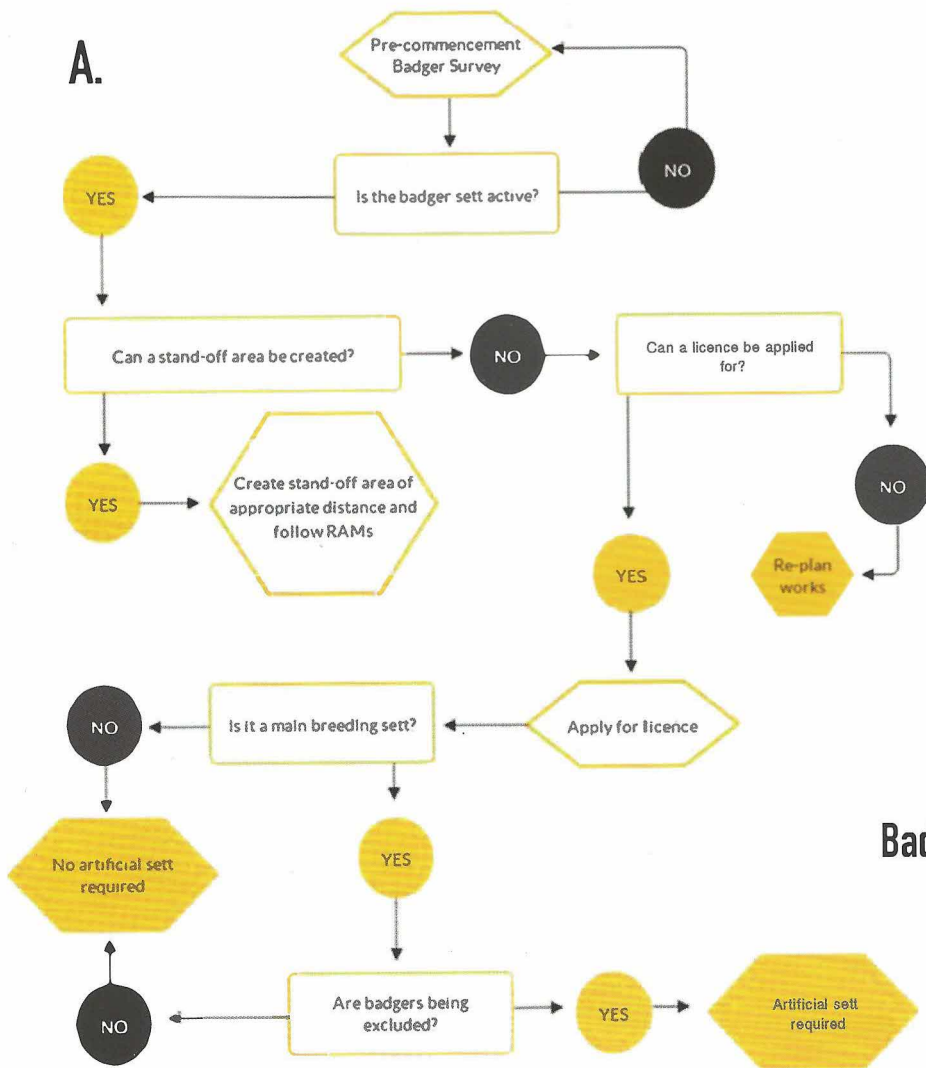 A.
Pre-commencement
Badger Survey
NO
YES
Is the badger sett active?
Can a stand-off area be created?
NO
Can a licence be applied
for?
YES
Create stand-off area of
appropriate distance and
follow RAMs
NO
YES
Re-plan
works
NO
Is it a main breeding sett?
Apply for licence
No artificial sett
required
YES
Bad
NO
Are badgers being
excluded?
YES
Artificial sett
required